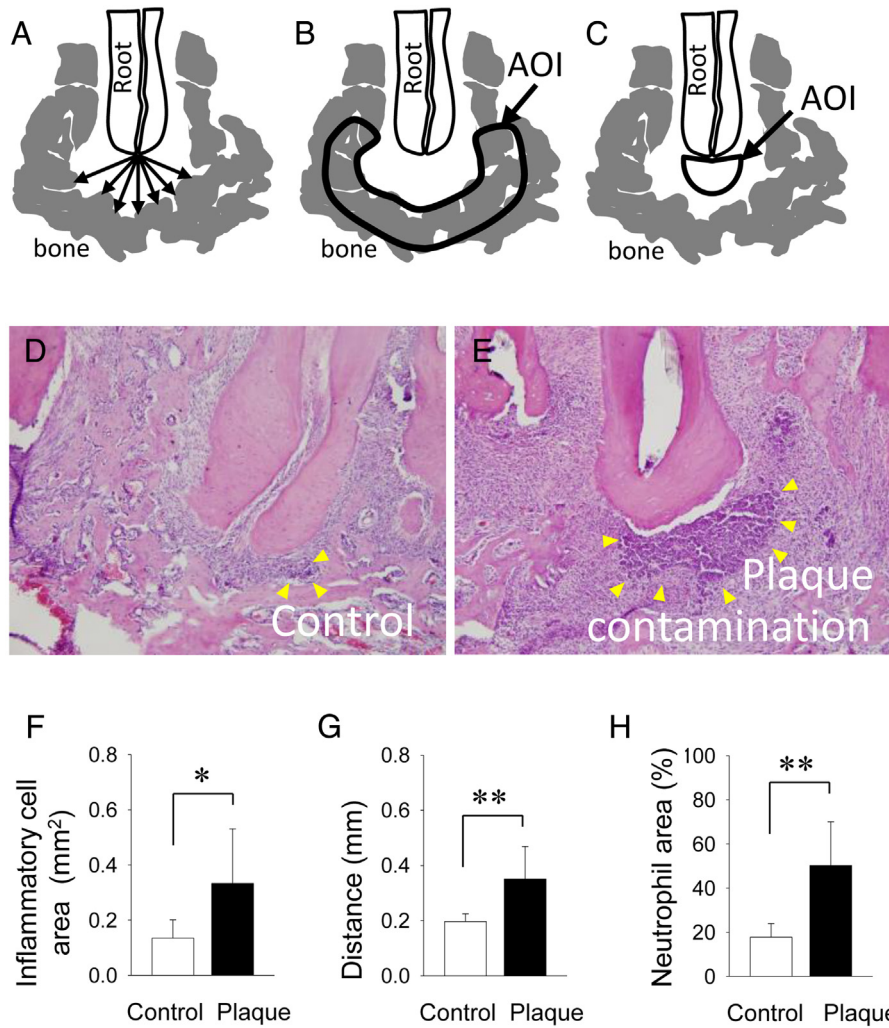 A
Root
bone
B
Root
AOI
bone
C
Root
AOI
bone
D
Control
E
Plaque
contamination
F
Inflammatory cell
area (mm²)
0.8
0.6
0.4
0.2
0.0
*
Control Plaque
G
Distance (mm)
0.8
0.6
0.4
0.2
0.0
**
Control Plaque
H
Neutrophil area (%)
100
80
60
40
20
0
**
Control Plaque